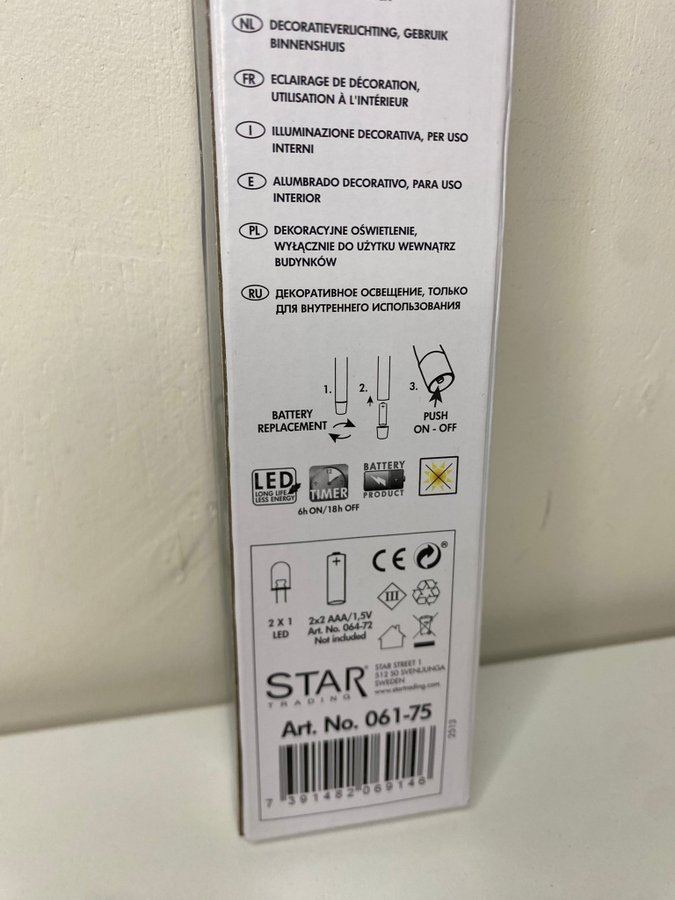 NL DECORATIEVERLICHTING, GEBRUIK
BINNENSHUIS
FR ECLAIRAGE DE DÉCORATION,
UTILISATION À L'INTÉRIEUR
I ILLUMINAZIONE DECORATIVA, PER USO
INTERNI
E ALUMBRADO DECORATIVO, PARA USO
INTERIOR
PL DEKORACYJNE OŚWIETLENIE,
WYŁĄCZNIE DO UŻYTKU WEWNĄTRZ
BUDYNKÓW
RU ДЕКОРАТИВНОЕ ОСВЕЩЕНИЕ, ТОЛЬКО
ДЛЯ ВНУТРЕННЕГО ИСПОЛЬЗОВАНИЯ
1. 2. 3.
BATTERY
REPLACEMENT
PUSH
ON - OFF
LED
LONG LIFE
LESS ENERGY
12
TIMER
6h ON/18h OFF
BATTERY
PRODUCT
+
CE ®
III
2 X 1
LED
2x2 AAA/1,5V
Art. No. 064-72
Not included
STAR®
TRADING
STAR STREET 1
512 50 SVENLJUNGA
SWEDEN
www.startrading.com
Art. No. 061-75
2513
7 391482 069146